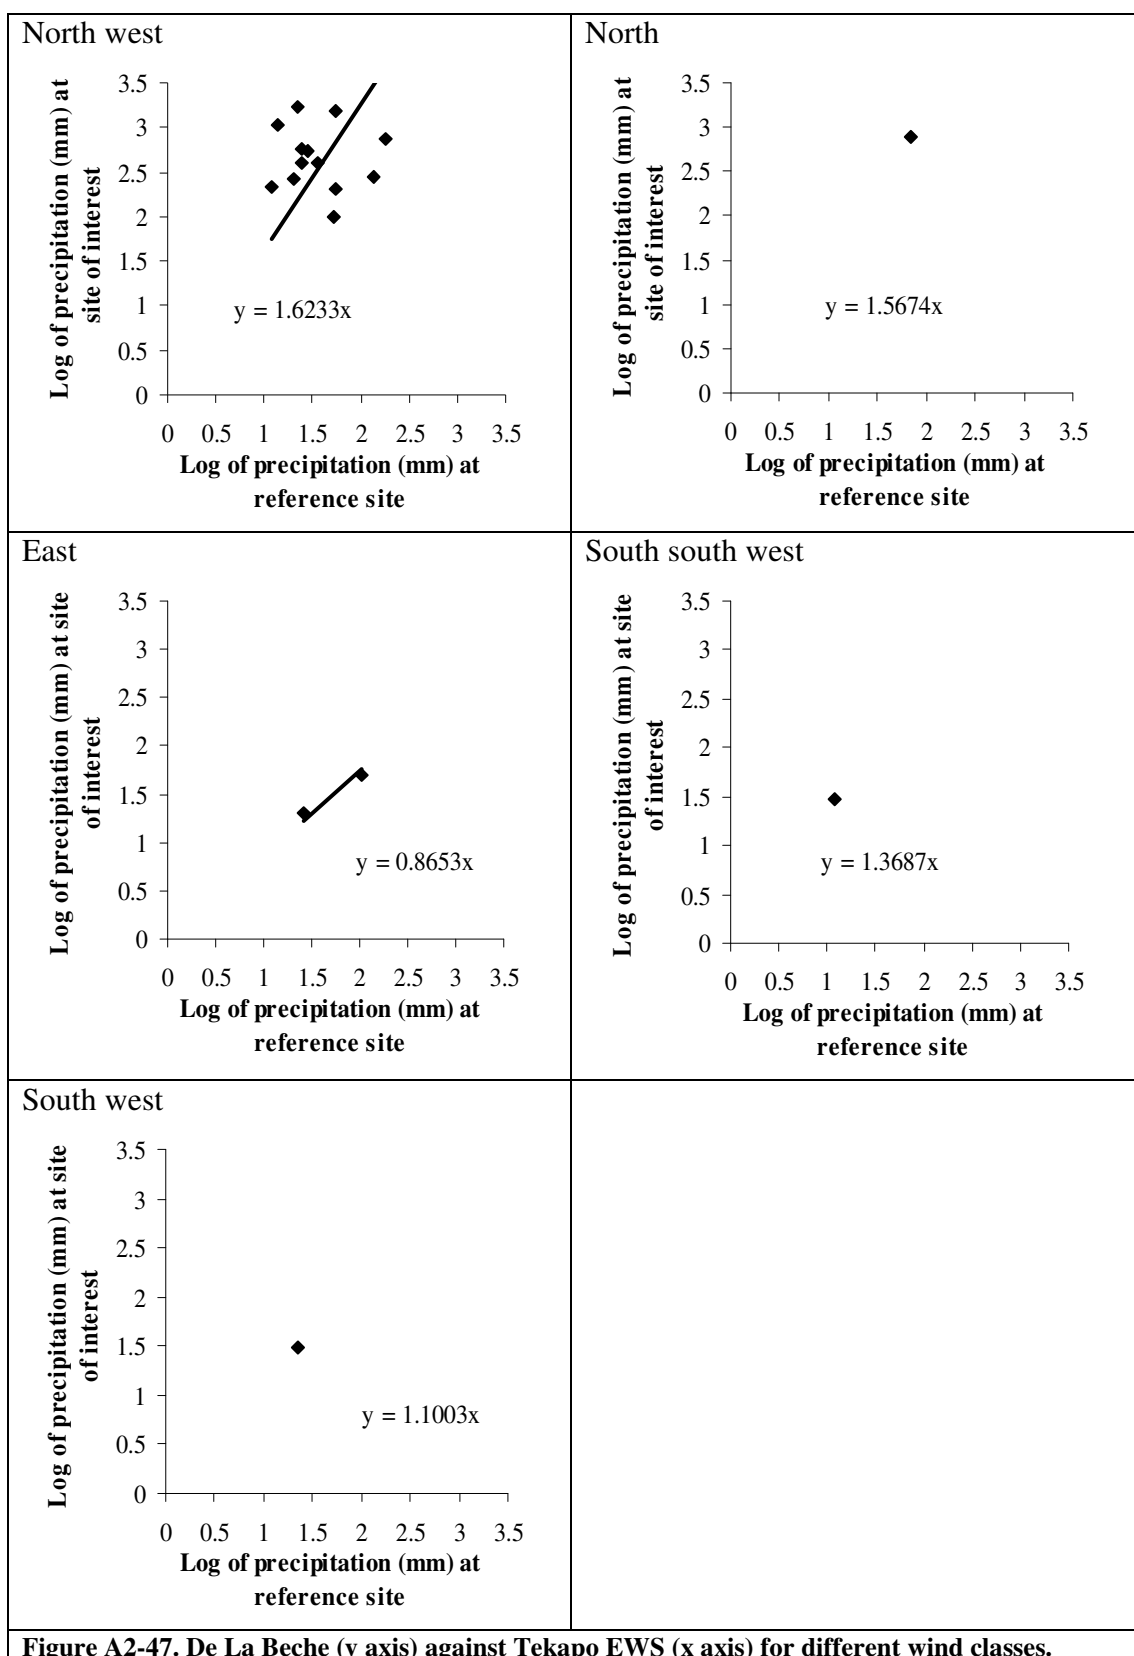 North west
Log of precipitation (mm) at
site of interest
3.5
3
2.5
2
1.5
1
0.5
0
y = 1.6233x
0 0.5 1 1.5 2 2.5 3 3.5
Log of precipitation (mm) at
reference site
North
Log of precipitation (mm) at
site of interest
3.5
3
2.5
2
1.5
1
0.5
0
y = 1.5674x
0 0.5 1 1.5 2 2.5 3 3.5
Log of precipitation (mm) at
reference site
East
Log of precipitation (mm) at site
of interest
3.5
3
2.5
2
1.5
1
0.5
0
y = 0.8653x
0 0.5 1 1.5 2 2.5 3 3.5
Log of precipitation (mm) at
reference site
South south west
Log of precipitation (mm) at site
of interest
3.5
3
2.5
2
1.5
1
0.5
0
y = 1.3687x
0 0.5 1 1.5 2 2.5 3 3.5
Log of precipitation (mm) at
reference site
South west
Log of precipitation (mm) at site
of interest
3.5
3
2.5
2
1.5
1
0.5
0
y = 1.1003x
0 0.5 1 1.5 2 2.5 3 3.5
Log of precipitation (mm) at
reference site
Figure A2-47. De La Beche (y axis) against Tekapo EWS (x axis) for different wind classes.